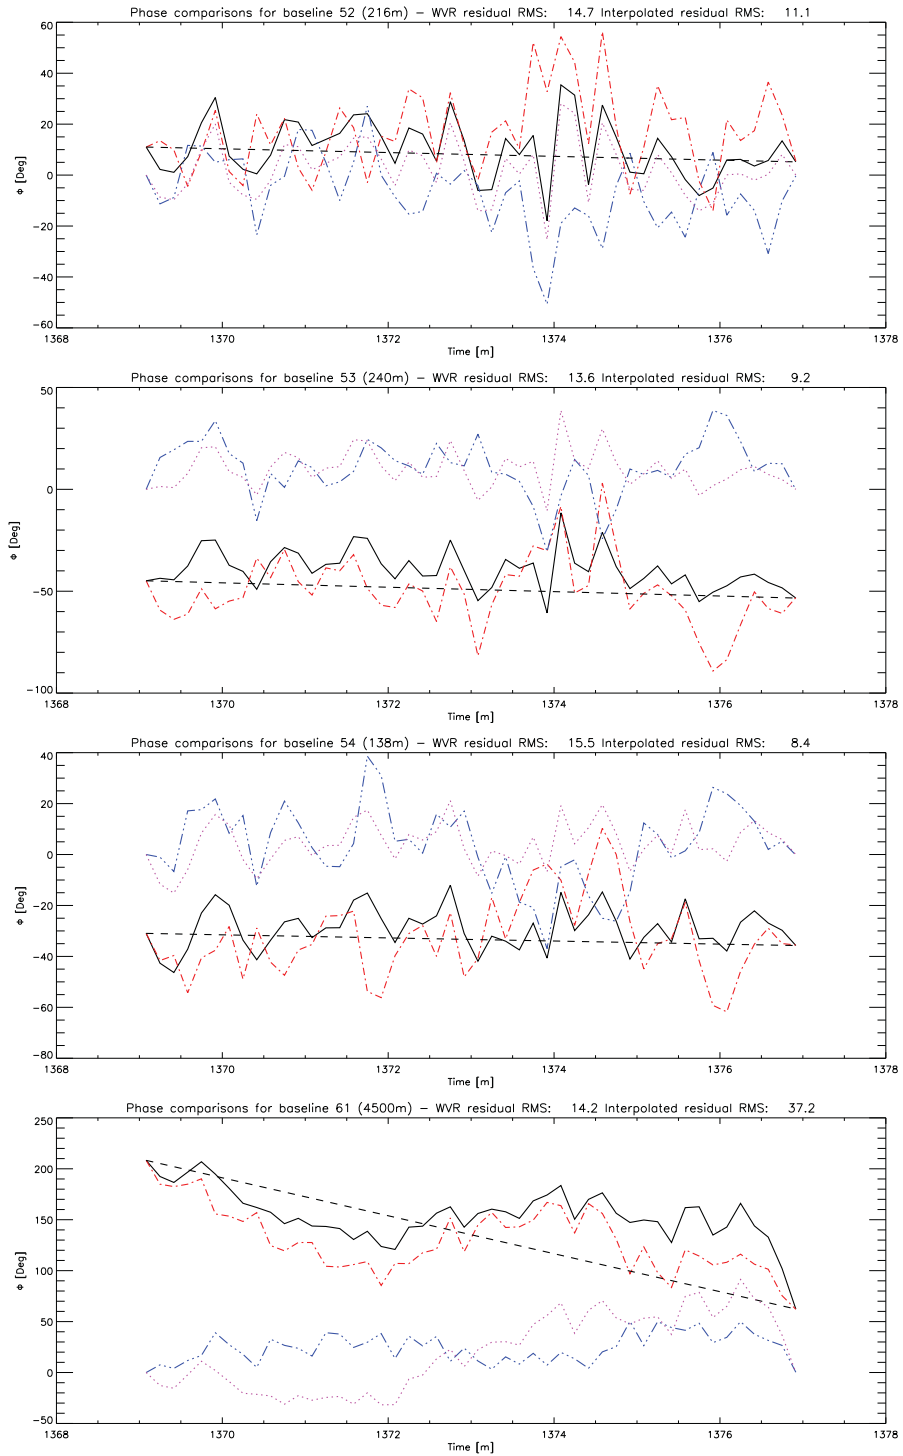 Phase comparisons for baseline 52 (216m) – WVR residual RMS: 14.7 Interpolated residual RMS: 11.1
60
40
20
0
−20
−40
−60
Φ [Deg]
1368 1370 1372 1374 1376 1378
Time [m]
Phase comparisons for baseline 53 (240m) – WVR residual RMS: 13.6 Interpolated residual RMS: 9.2
50
0
−50
−100
Φ [Deg]
1368 1370 1372 1374 1376 1378
Time [m]
Phase comparisons for baseline 54 (138m) – WVR residual RMS: 15.5 Interpolated residual RMS: 8.4
40
20
0
−20
−40
−60
−80
Φ [Deg]
1368 1370 1372 1374 1376 1378
Time [m]
Phase comparisons for baseline 61 (4500m) – WVR residual RMS: 14.2 Interpolated residual RMS: 37.2
250
200
150
100
50
0
−50
Φ [Deg]
1368 1370 1372 1374 1376 1378
Time [m]